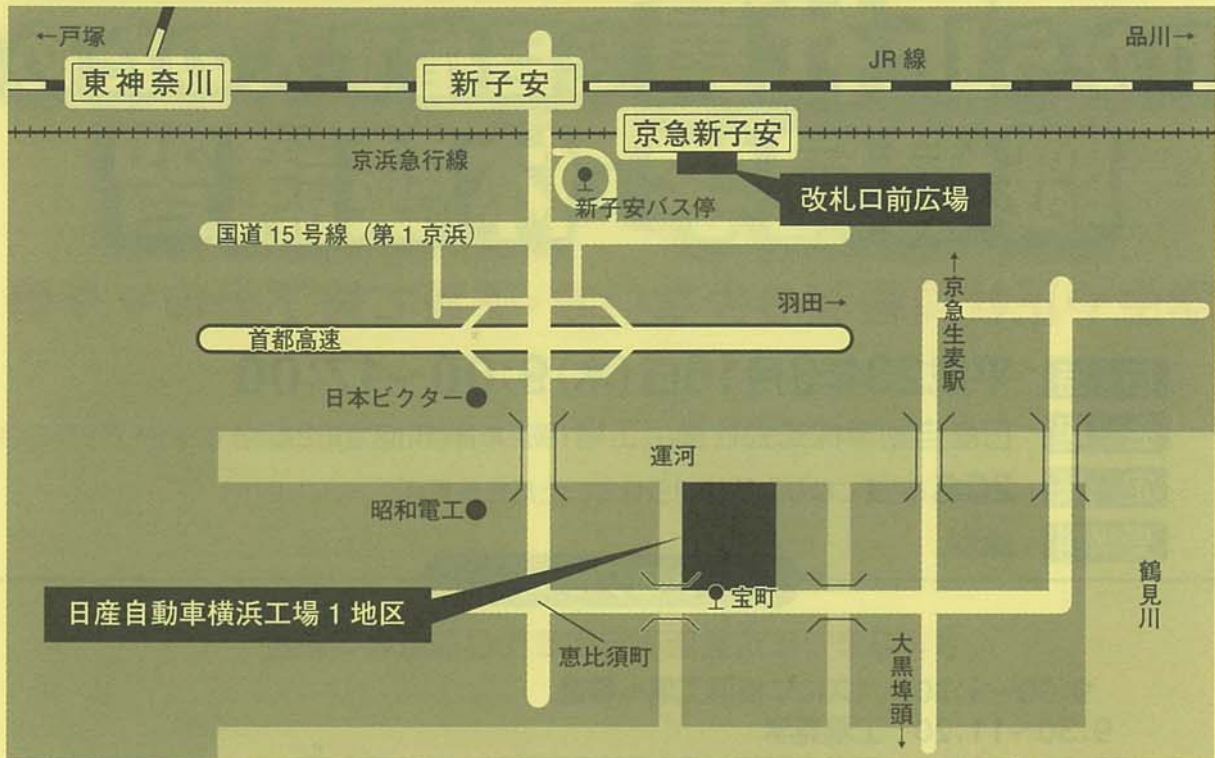 ←戸塚
品川→
JR 線
東神奈川
新子安
京急新子安
京浜急行線
改札口前広場
新子安バス停
国道 15 号線（第 1 京浜）
羽田→
←京急生麦駅
首都高速
日本ビクター●
運河
昭和電工●
鶴見川
日産自動車横浜工場 1 地区
宝町
恵比須町
大黒埠頭→